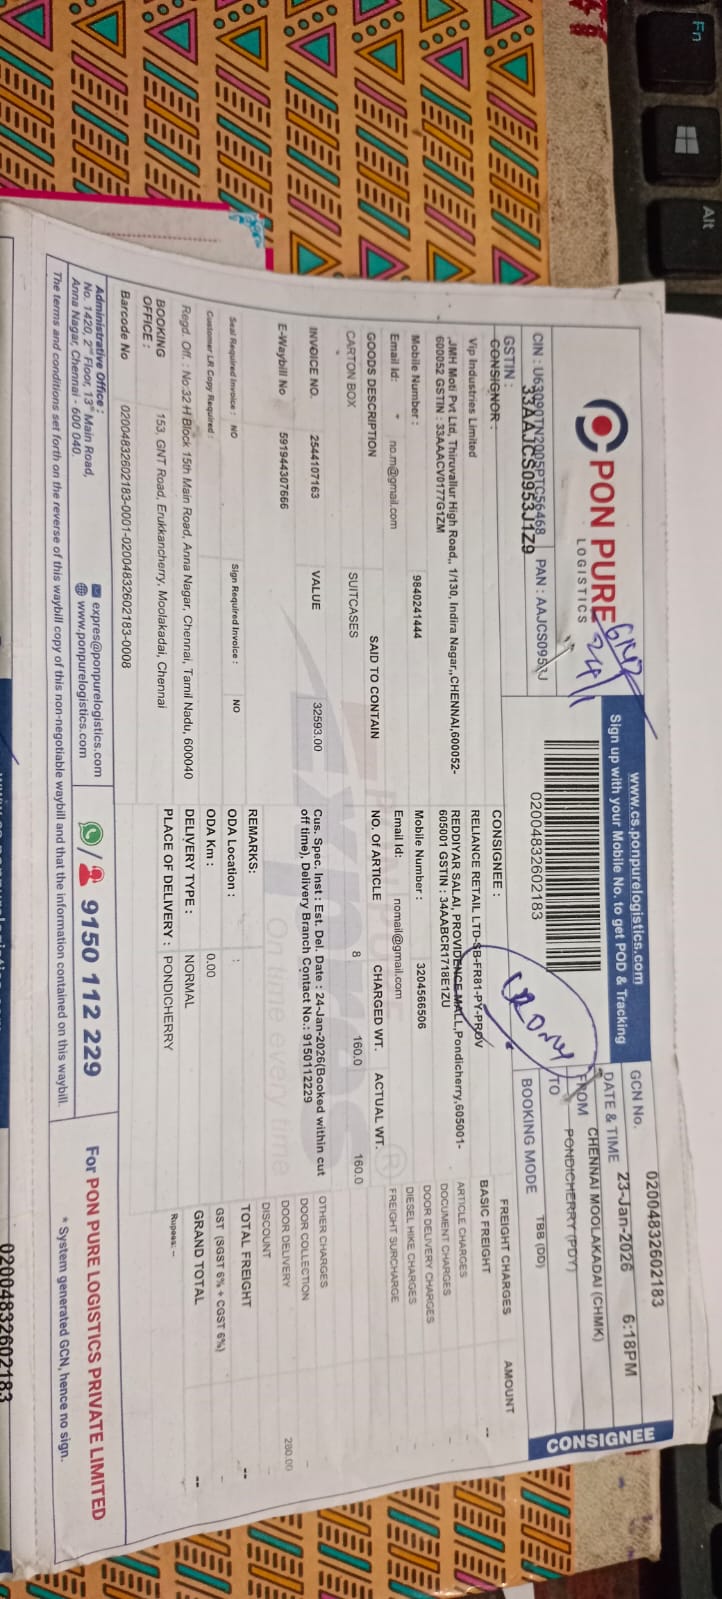 Fn
Alt
PON PURE
LOGISTICS
www.cs.ponpurelogistics.com
Sign up with your Mobile No. to get POD & Tracking
CONSIGNEE
GCN No. 02004832602183
DATE & TIME 23-Jan-2026 6:18PM
FROM CHENNAI MOOLAKADAI (CHMK)
TO PONDICHERRY (PDY)
BOOKING MODE TBB (DD)
24/1
CRONY
CIN : U63090TN2005PTC56468
PAN : AAJCS0953J
GSTIN : 33AAJCS0953J1Z9
02004832602183
CONSIGNOR :
Vip Industries Limited
,JMH Moti Pvt Ltd, Thiruvallur High Road,, 1/130, Indira Nagar,,CHENNAI,600052-
600052 GSTIN : 33AAACV0177G1ZM
Mobile Number : 9840241444
Email Id: * no.m@gmail.com
CONSIGNEE :
RELIANCE RETAIL LTD-SB-FR81-PY-PROV
REDDIYAR SALAI, PROVIDENCE MALL,Pondicherry,605001-
605001 GSTIN : 34AABCR1718E1ZU
Mobile Number : 3204566506
Email Id: nomail@gmail.com
FREIGHT CHARGES AMOUNT
BASIC FREIGHT --
ARTICLE CHARGES -
DOCUMENT CHARGES -
DOOR DELIVERY CHARGES -
DIESEL HIKE CHARGES -
FREIGHT SURCHARGE -
OTHER CHARGES -
DOOR COLLECTION -
DOOR DELIVERY 280.00
DISCOUNT -
TOTAL FREIGHT --
GST (SGST 6% + CGST 6%) -
GRAND TOTAL --
Rupees: --
GOODS DESCRIPTION SAID TO CONTAIN NO. OF ARTICLE CHARGED WT. ACTUAL WT.
CARTON BOX SUITCASES 8 160.0 160.0
INVOICE NO. 2544107163 VALUE 32593.00
E-Waybill No 591944307666
Cus. Spec. Inst : Est. Del. Date : 24-Jan-2026(Booked within cut
off time), Delivery Branch Contact No.: 9150112229
On time every time
Seal Required Invoice : NO Sign Required Invoice : NO
Customer LR Copy Required :
REMARKS:
ODA Location : :
ODA Km : 0.00
DELIVERY TYPE : NORMAL
PLACE OF DELIVERY : PONDICHERRY
Regd. Off. : No:32 H Block 15th Main Road, Anna Nagar, Chennai, Tamil Nadu, 600040
BOOKING OFFICE : 153, GNT Road, Erukkancherry, Moolakadai, Chennai
Barcode No 02004832602183-0001-02004832602183-0008
Administrative Office :
No. 1420, 2nd Floor, 13th Main Road,
Anna Nagar, Chennai - 600 040.
expres@ponpurelogistics.com
www.ponpurelogistics.com
/ 9150 112 229
For PON PURE LOGISTICS PRIVATE LIMITED
The terms and conditions set forth on the reverse of this waybill copy of this non-negotiable waybill and that the information contained on this waybill.
* System generated GCN, hence no sign.
02004832602183